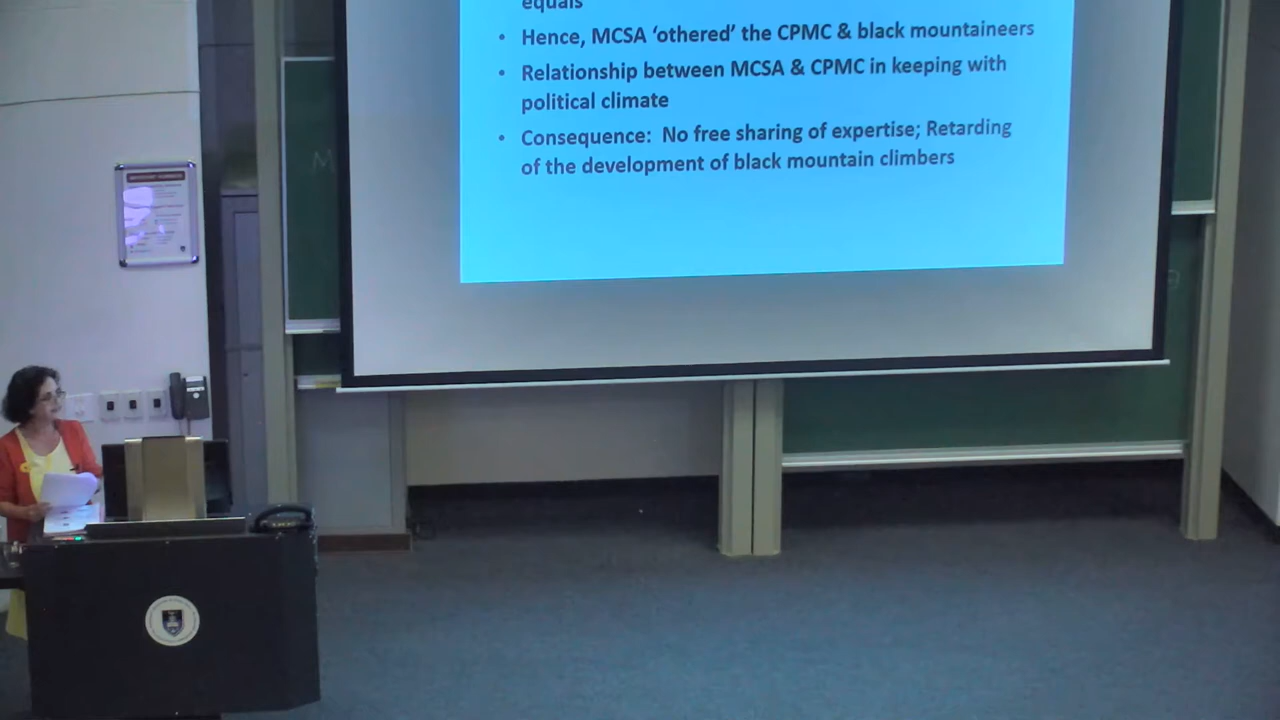 equals
• Hence, MCSA ‘othered’ the CPMC & black mountaineers
• Relationship between MCSA & CPMC in keeping with
political climate
• Consequence: No free sharing of expertise; Retarding
of the development of black mountain climbers